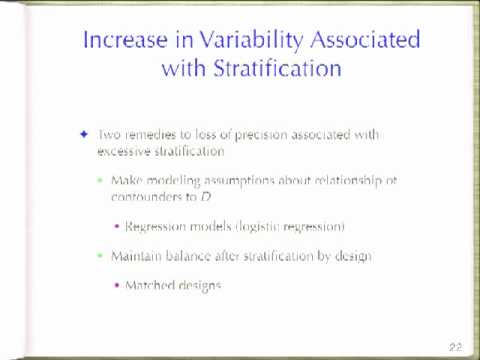 Increase in Variability Associated
with Stratification
Two remedies to loss of precision associated with
excessive stratification
Make modeling assumptions about relationship of
confounders to D
Regression models (logistic regression)
Maintain balance after stratification by design
Matched designs
22